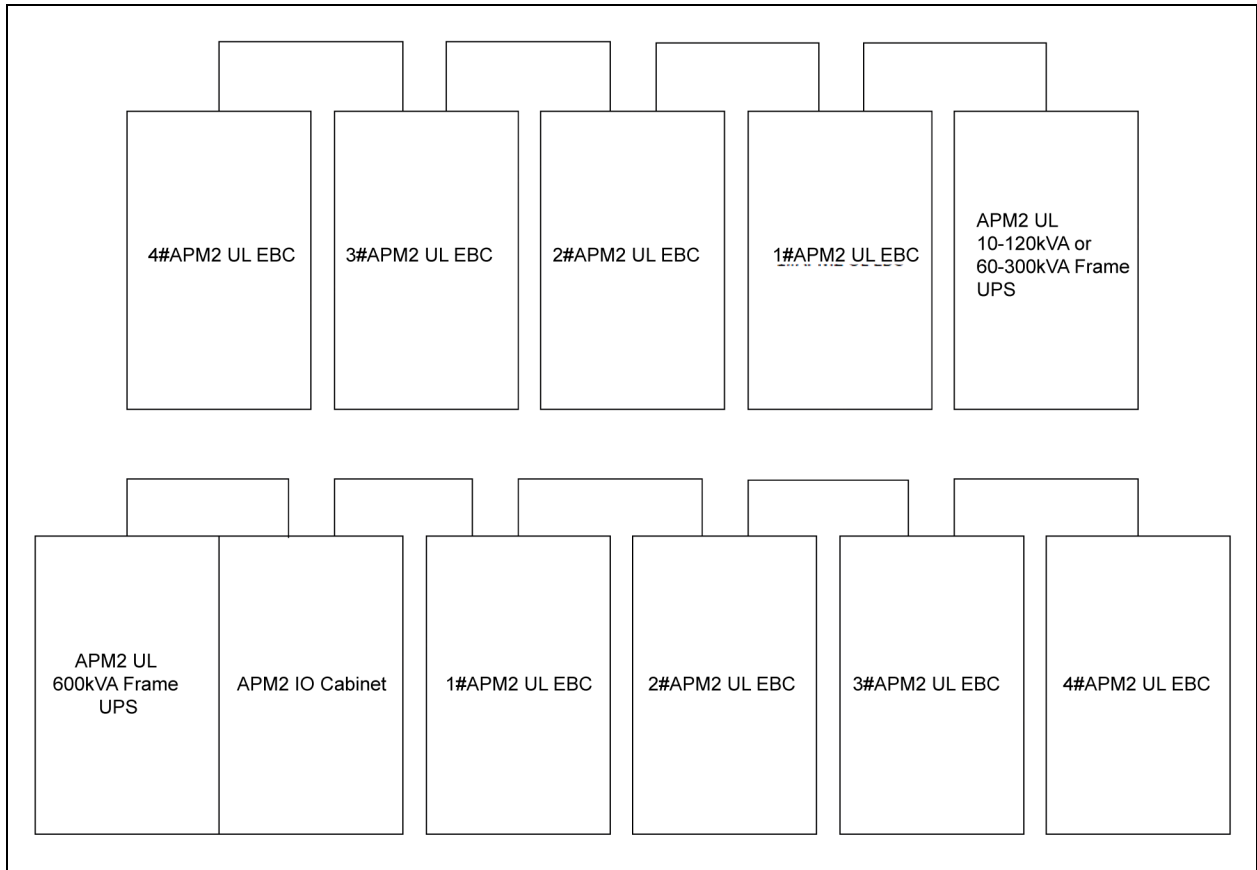 4#APM2 UL EBC
3#APM2 UL EBC
2#APM2 UL EBC
1#APM2 UL EBC
APM2 UL
10-120kVA or
60-300kVA Frame
UPS
APM2 UL
600kVA Frame
UPS
APM2 IO Cabinet
1#APM2 UL EBC
2#APM2 UL EBC
3#APM2 UL EBC
4#APM2 UL EBC